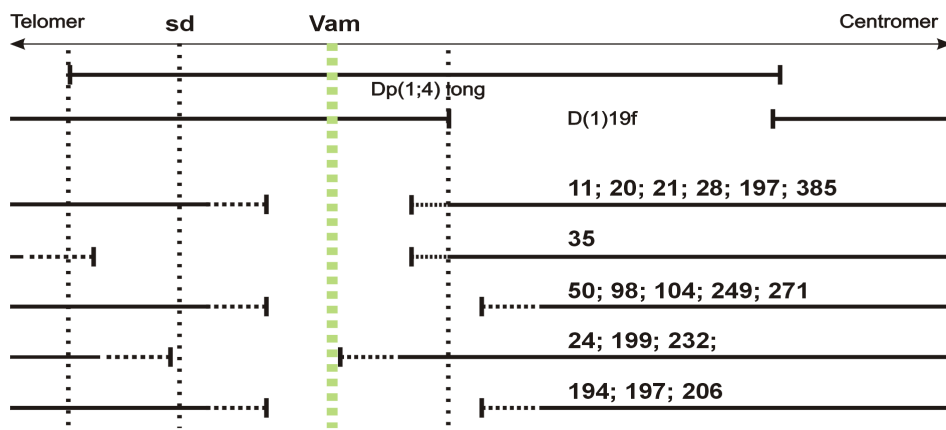 Telomer sd Vam Centromer
Dp(1;4) tong
D(1)19f
11; 20; 21; 28; 197; 385
35
50; 98; 104; 249; 271
24; 199; 232;
194; 197; 206